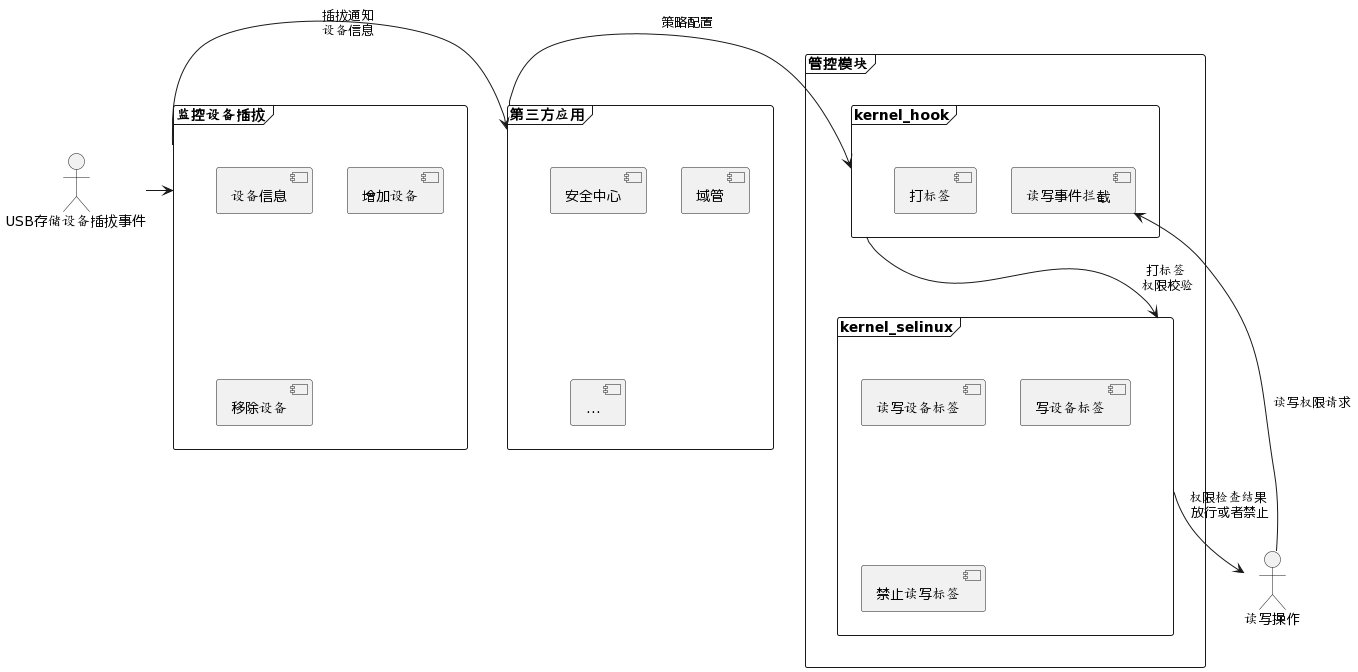 插拔通知
设备信息
策略配置
管控模块
监控设备插拔
第三方应用
kernel_hook
设备信息
增加设备
安全中心
域管
打标签
读写事件拦截
USB存储设备插拔事件
打标签
权限校验
kernel_selinux
移除设备
...
读写设备标签
写设备标签
读写权限请求
权限检查结果
放行或者禁止
禁止读写标签
读写操作